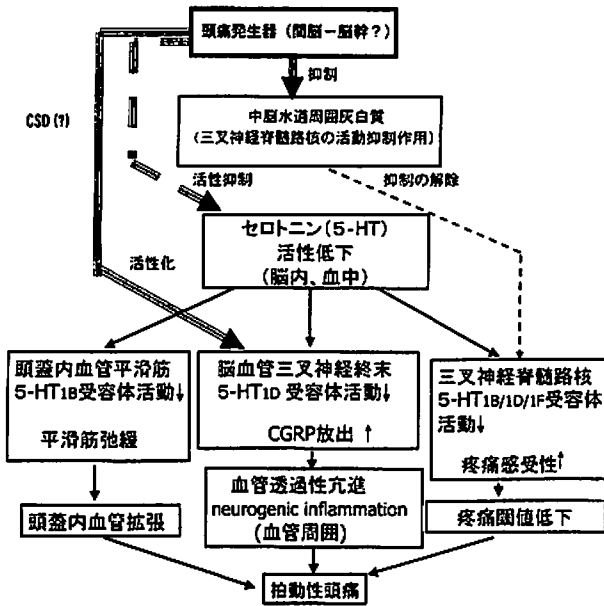 頭痛発生器(間脳ー脳幹?)
抑制
CSD(?)
中脳水道周囲灰白質
(三叉神経脊髄路核の活動抑制作用)
活性抑制
抑制の解除
セロトニン(5-HT)
活性低下
(脳内、血中)
活性化
頭蓋内血管平滑筋
5-HT1B受容体活動↓
平滑筋弛緩
脳血管三叉神経終末
5-HT1D 受容体活動↓
CGRP放出 ↑
三叉神経脊髄路核
5-HT1B/1D/1F受容体
活動↓
疼痛感受性↑
頭蓋内血管拡張
血管透過性亢進
neurogenic inflammation
(血管周囲)
疼痛閾値低下
拍動性頭痛